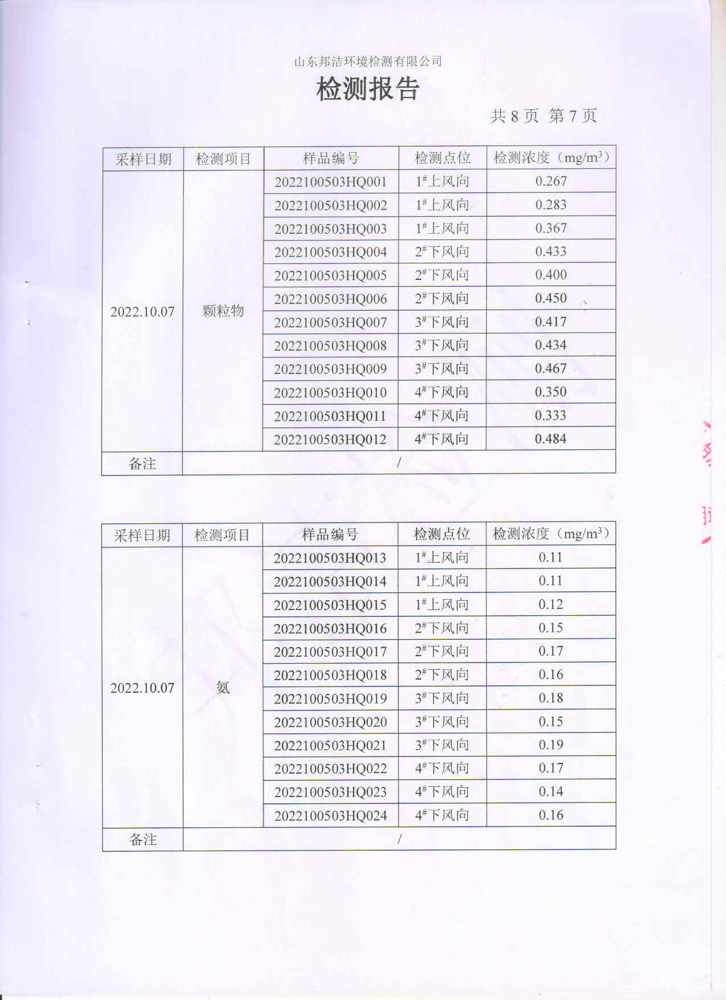 山东邦洁环境检测有限公司
检测报告
共 8 页 第 7 页
采样日期 检测项目 样品编号 检测点位 检测浓度（mg/m³）
2022100503HQ001 1#上风向 0.267
2022100503HQ002 1#上风向 0.283
2022100503HQ003 1#上风向 0.367
2022100503HQ004 2#下风向 0.433
2022100503HQ005 2#下风向 0.400
2022100503HQ006 2#下风向 0.450
2022.10.07 颗粒物
2022100503HQ007 3#下风向 0.417
2022100503HQ008 3#下风向 0.434
2022100503HQ009 3#下风向 0.467
2022100503HQ010 4#下风向 0.350
2022100503HQ011 4#下风向 0.333
2022100503HQ012 4#下风向 0.484
备注 /
采样日期 检测项目 样品编号 检测点位 检测浓度（mg/m³）
2022100503HQ013 1#上风向 0.11
2022100503HQ014 1#上风向 0.11
2022100503HQ015 1#上风向 0.12
2022100503HQ016 2#下风向 0.15
2022100503HQ017 2#下风向 0.17
2022100503HQ018 2#下风向 0.16
2022.10.07 氨
2022100503HQ019 3#下风向 0.18
2022100503HQ020 3#下风向 0.15
2022100503HQ021 3#下风向 0.19
2022100503HQ022 4#下风向 0.17
2022100503HQ023 4#下风向 0.14
2022100503HQ024 4#下风向 0.16
备注 /